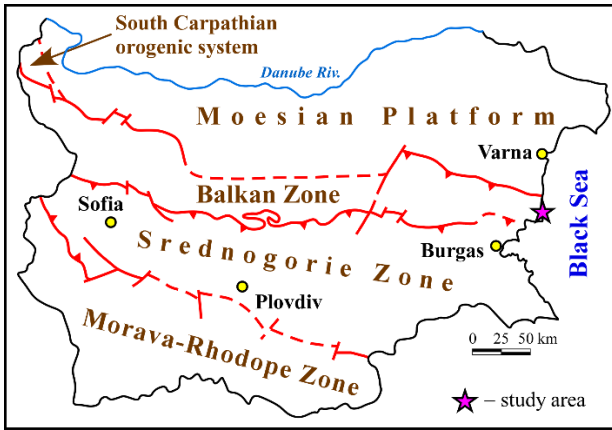 South Carpathian
orogenic system
Danube Riv.
Moesian Platform
Varna
Balkan Zone
Sofia
Black Sea
Srednogorie Zone
Burgas
Plovdiv
Morava-Rhodope Zone
0 25 50 km
– study area